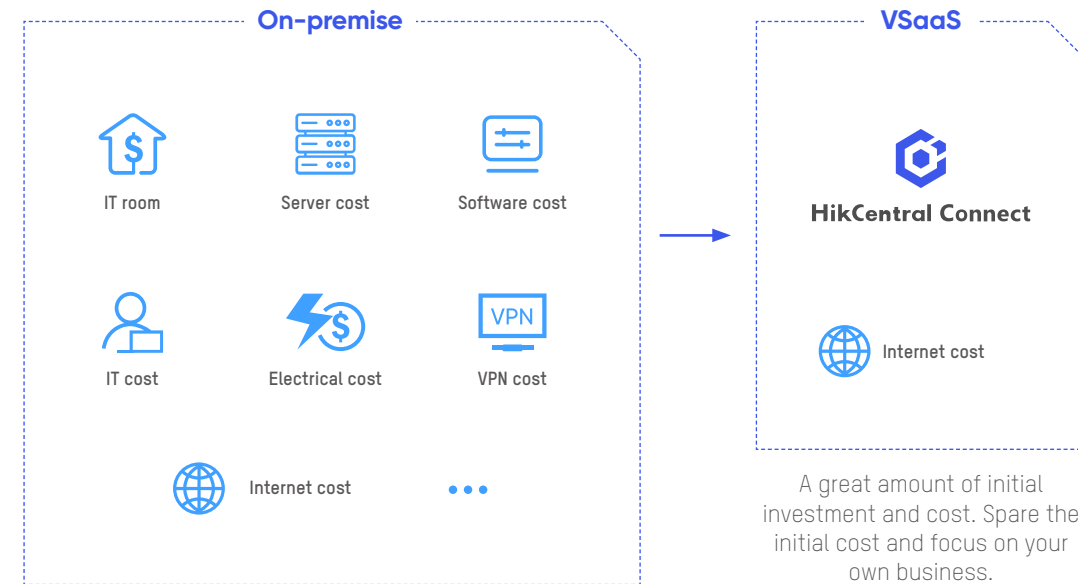 On-premise
VSaaS
$
IT room
Server cost
Software cost
HikCentral Connect
$
VPN
IT cost
Electrical cost
VPN cost
Internet cost
Internet cost
A great amount of initial
investment and cost. Spare the
initial cost and focus on your
own business.